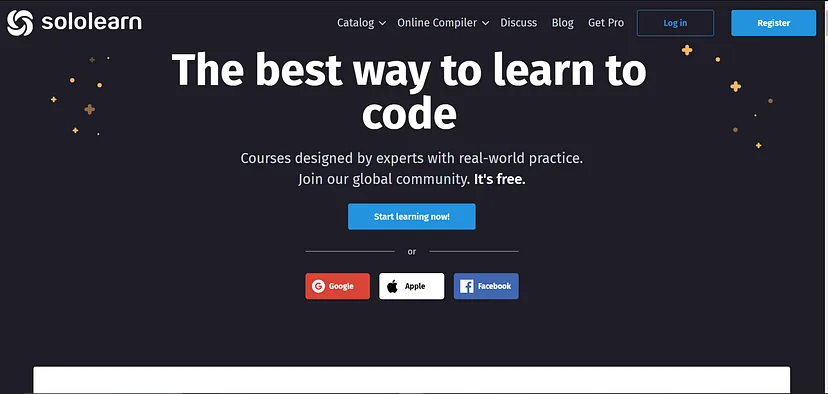 sololearn
Catalog
Online Compiler
Discuss
Blog
Get Pro
Log in
Register
The best way to learn to
code
Courses designed by experts with real-world practice.
Join our global community. It's free.
Start learning now!
or
Google
Apple
Facebook